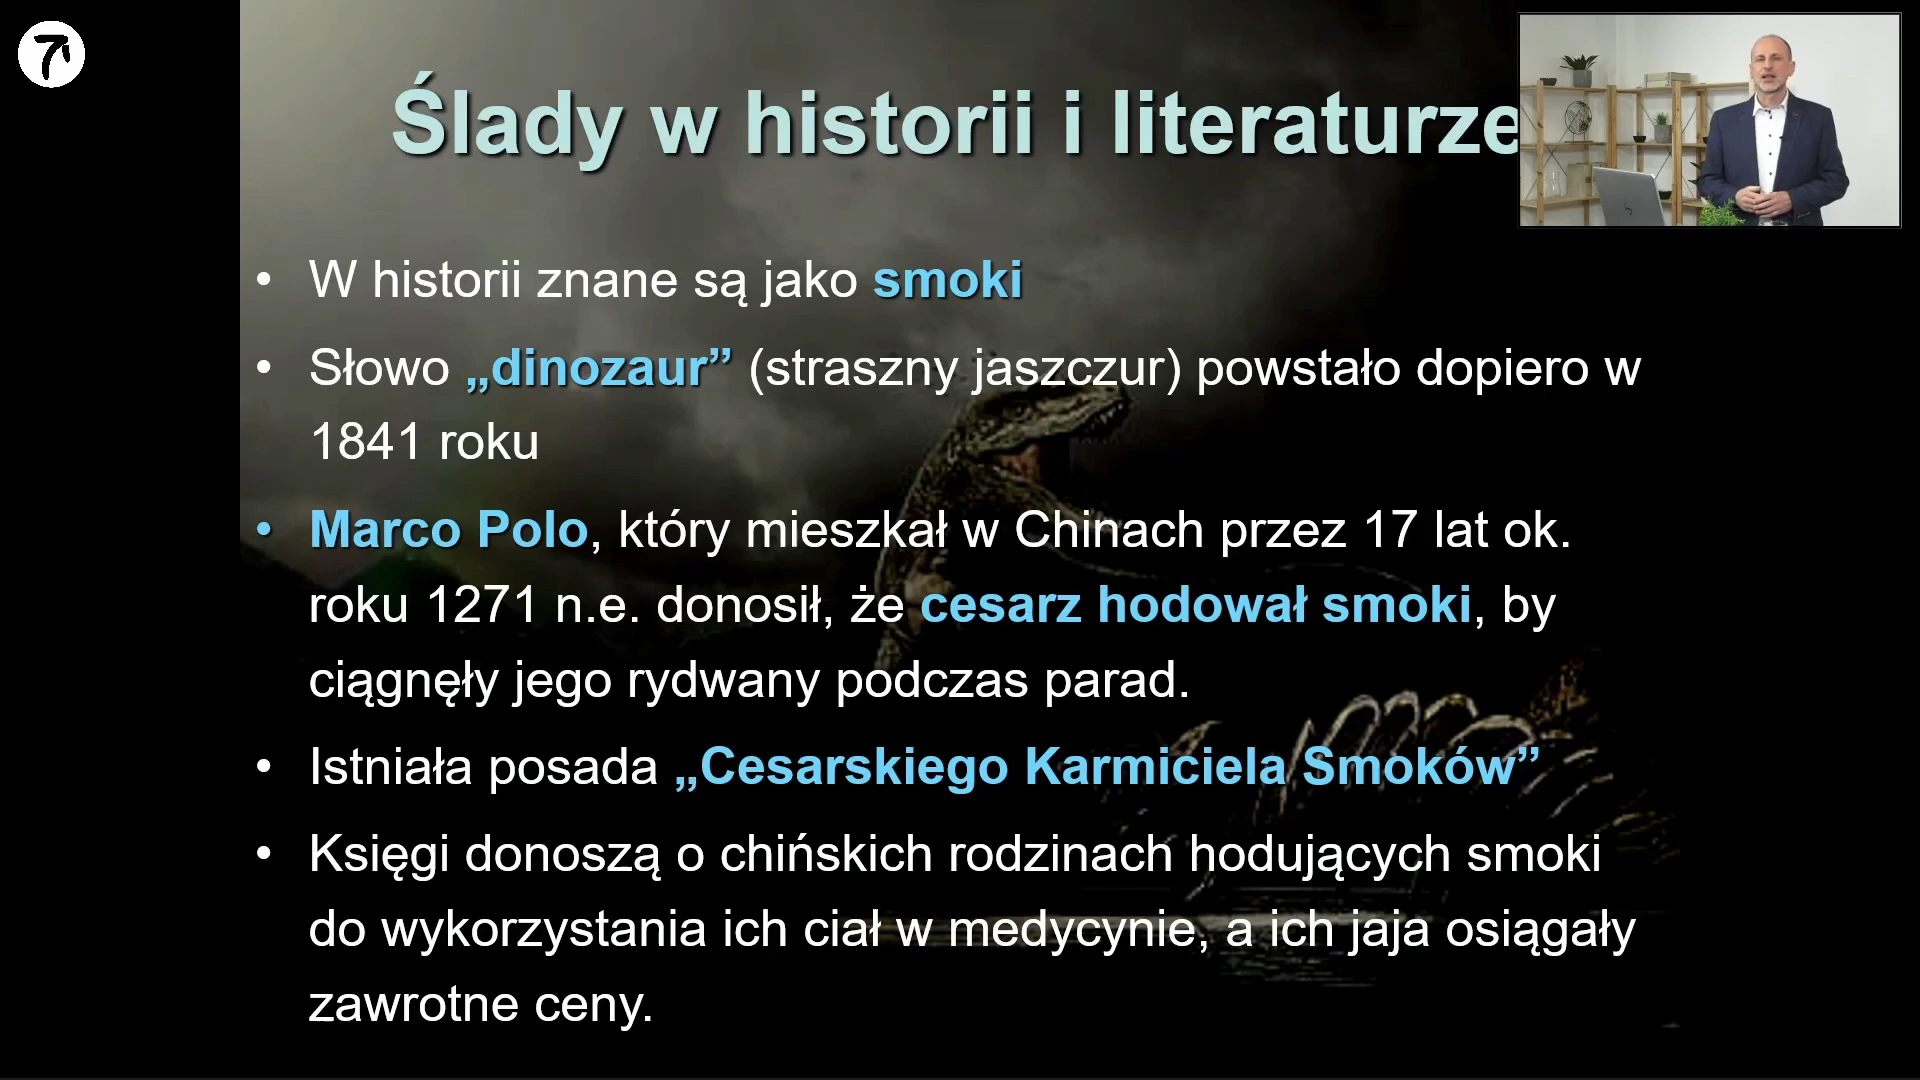 Ślady w historii i literaturze
• W historii znane są jako smoki
• Słowo „dinozaur” (straszny jaszczur) powstało dopiero w
1841 roku
• Marco Polo, który mieszkał w Chinach przez 17 lat ok.
roku 1271 n.e. donosił, że cesarz hodował smoki, by
ciągnęły jego rydwany podczas parad.
• Istniała posada „Cesarskiego Karmiciela Smoków”
• Księgi donoszą o chińskich rodzinach hodujących smoki
do wykorzystania ich ciał w medycynie, a ich jaja osiągały
zawrotne ceny.